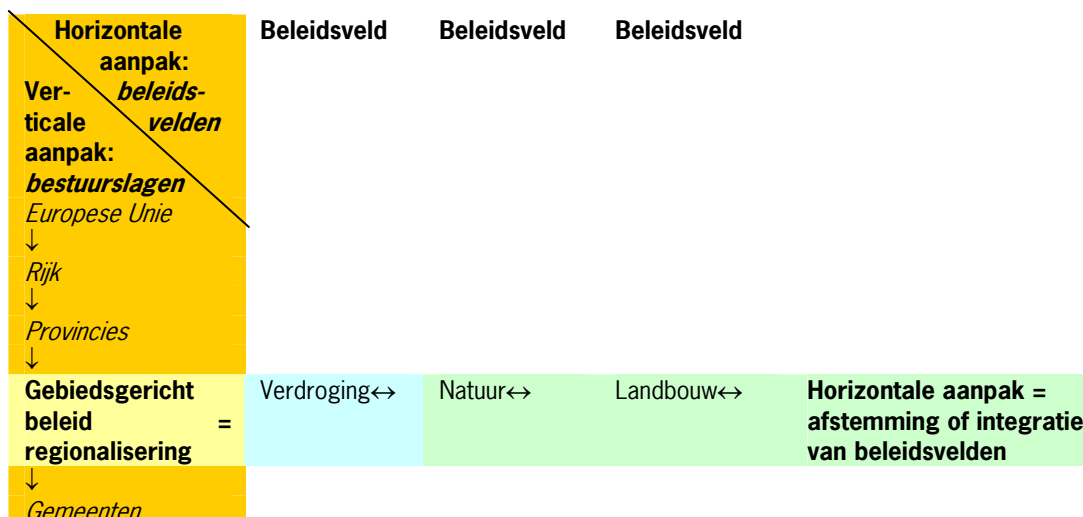 Horizontale aanpak:
beleids-velden
Ver-ticale aanpak:
bestuurslagen
Beleidsveld Beleidsveld Beleidsveld
Europese Unie
↓
Rijk
↓
Provincies
↓
Gebiedsgericht beleid = regionalisering
Verdroging↔ Natuur↔ Landbouw↔
Horizontale aanpak =
afstemming of integratie
van beleidsvelden
↓
Gemeenten